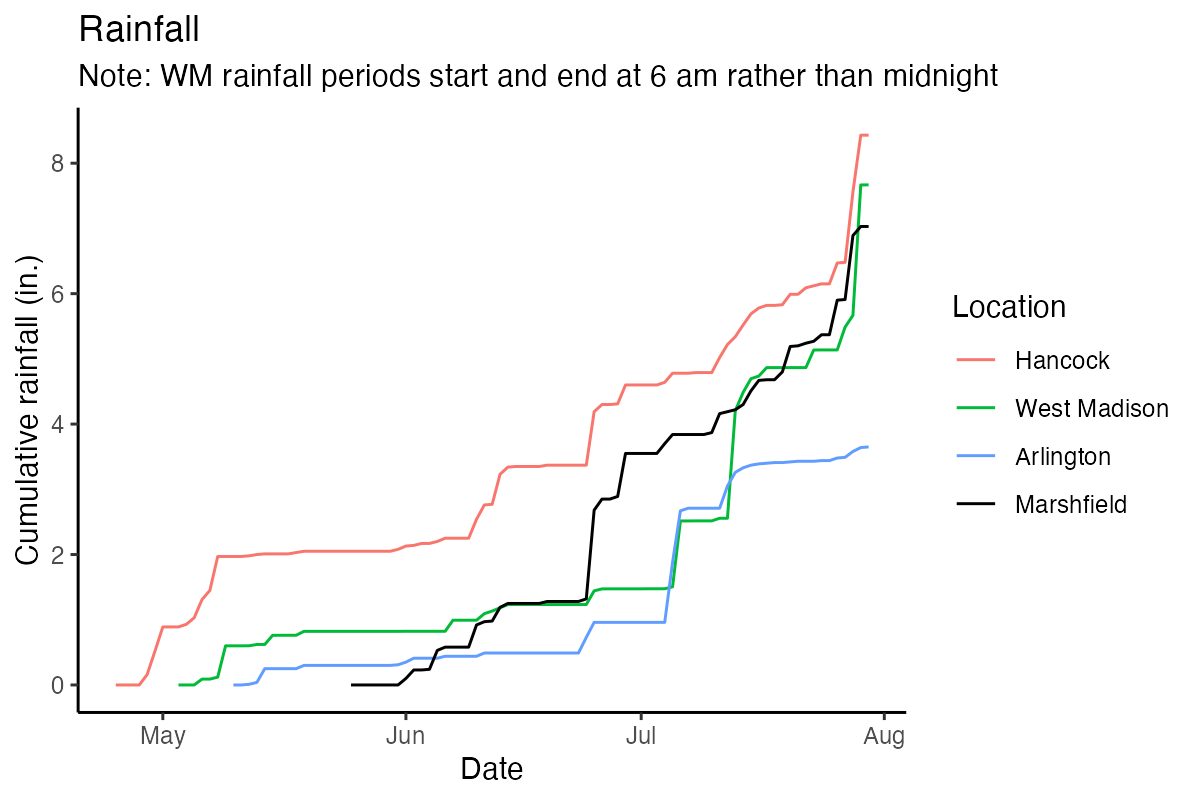 Rainfall
Note: WM rainfall periods start and end at 6 am rather than midnight
Cumulative rainfall (in.)
8
6
4
2
0
May
Jun
Jul
Aug
Date
Location
Hancock
West Madison
Arlington
Marshfield